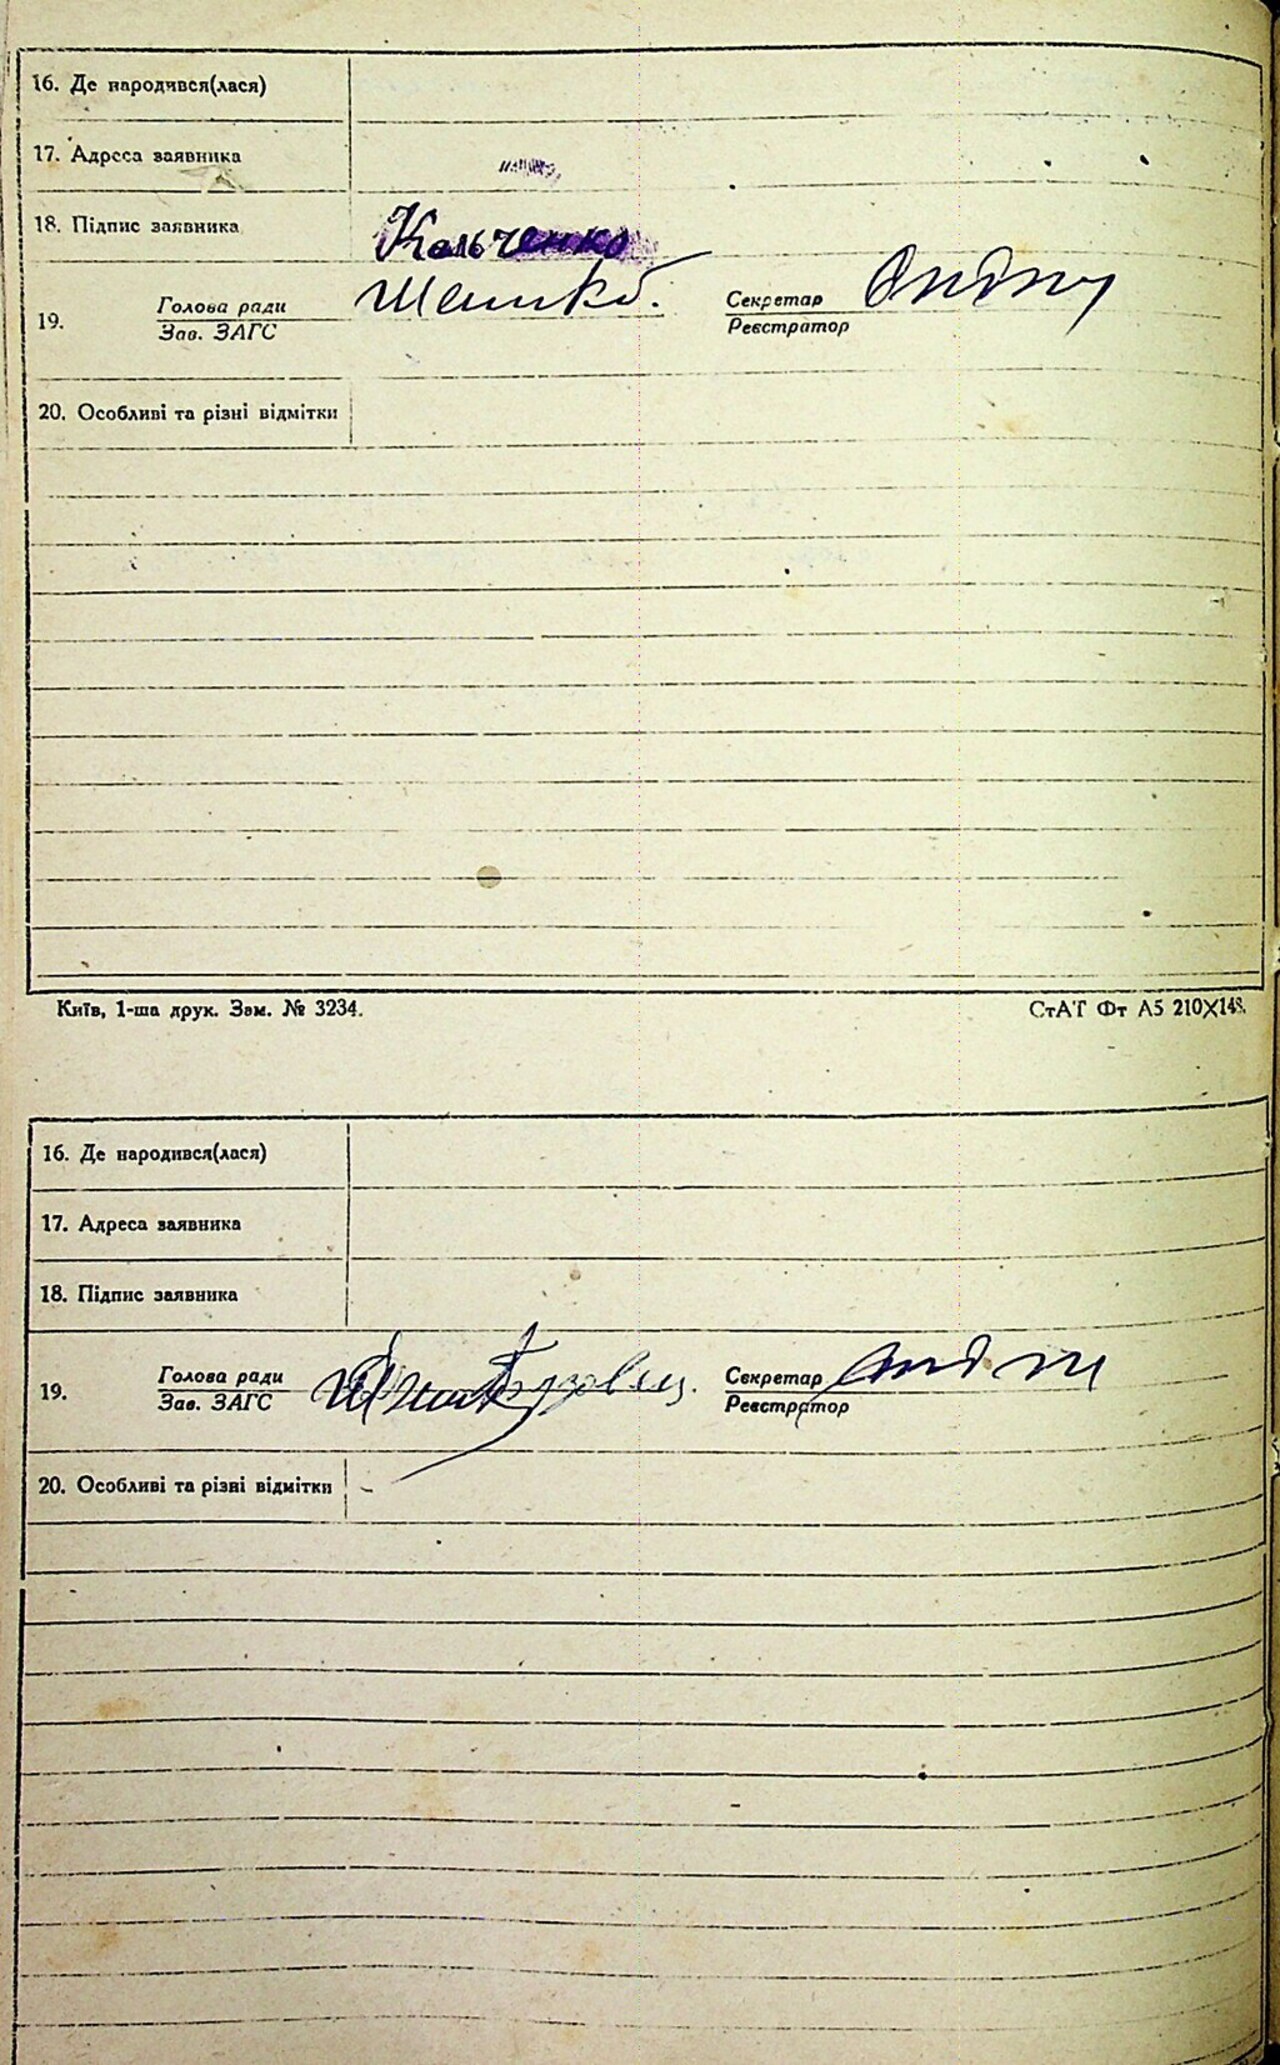 16. Де народився(лася)
17. Адреса заявника
18. Підпис заявника Кальченко
19. Голова ради Секретар
Зав. ЗАГС Реєстратор
20. Особливі та різні відмітки
Київ, 1-ша друк. Зам. № 3234. СтАТ Фт А5 210X148.
16. Де народився(лася)
17. Адреса заявника
18. Підпис заявника
19. Голова ради Секретар
Зав. ЗАГС Реєстратор
20. Особливі та різні відмітки -